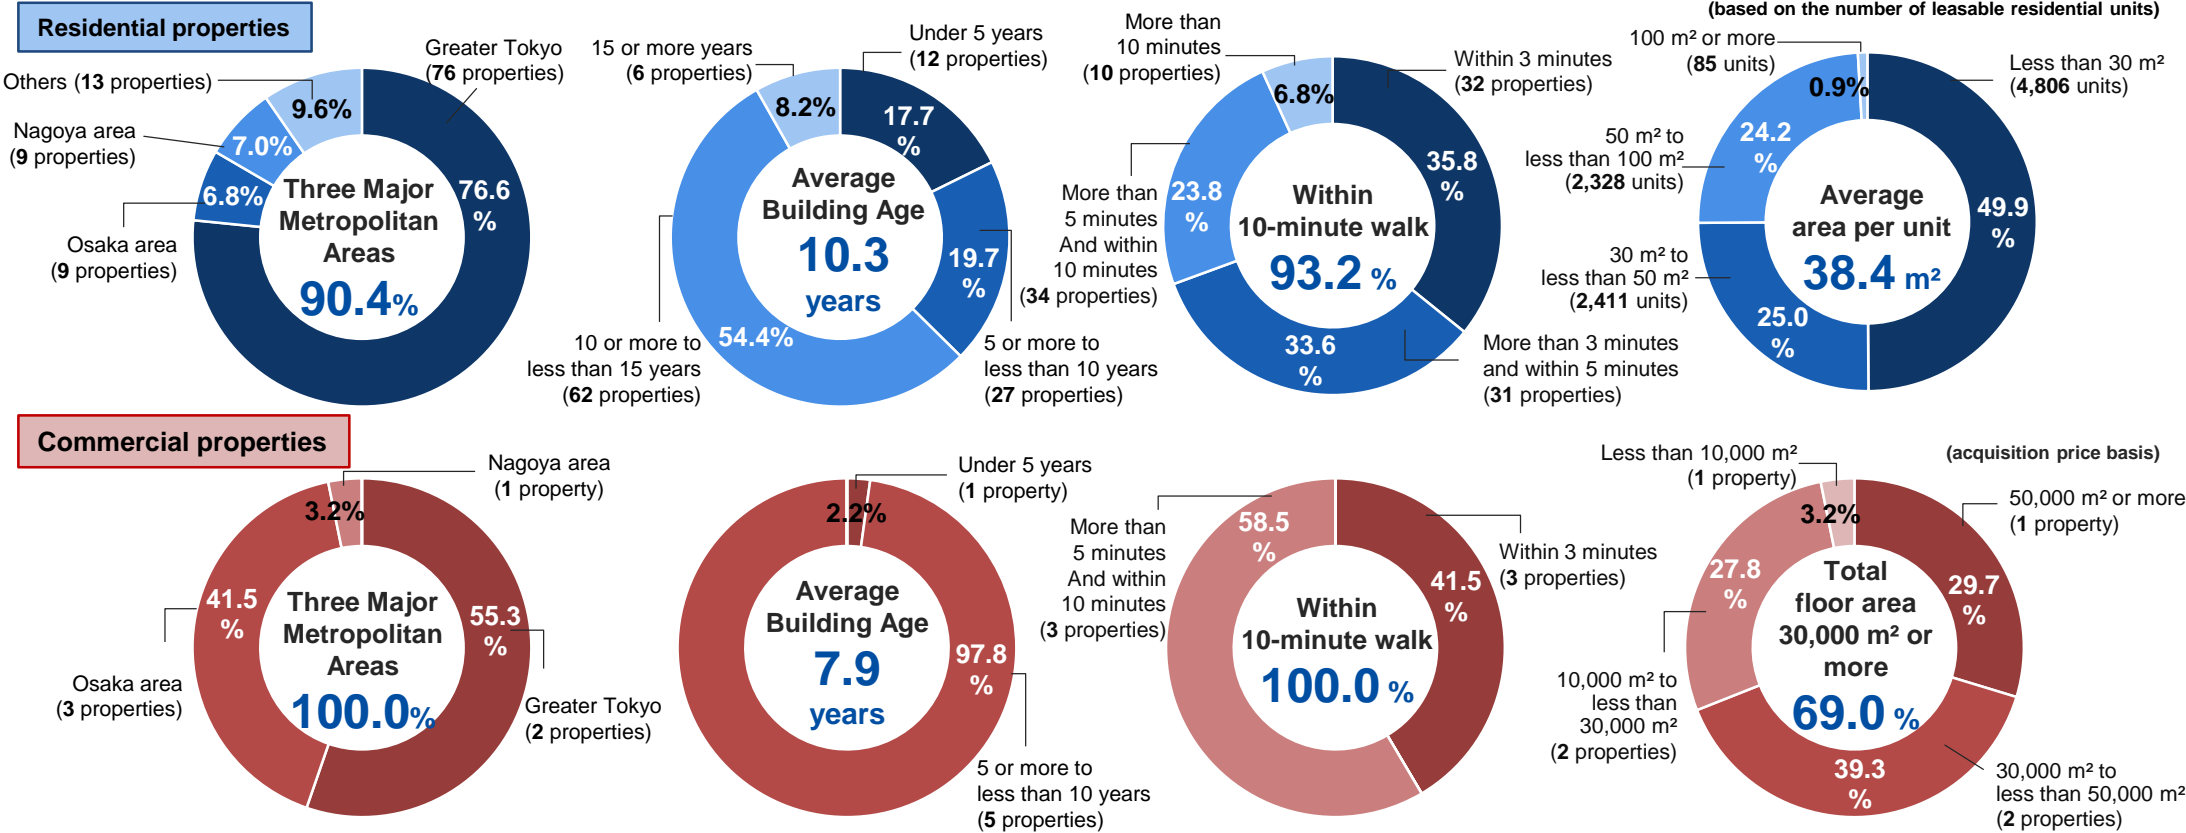 Residential properties
(based on the number of leasable residential units)
Greater Tokyo
(76 properties)
Others (13 properties)
Nagoya area
(9 properties)
Osaka area
(9 properties)
9.6%
7.0%
6.8%
76.6
%
Three Major
Metropolitan
Areas
90.4%
15 or more years
(6 properties)
Under 5 years
(12 properties)
8.2%
17.7
%
19.7
%
54.4%
Average
Building Age
10.3
years
10 or more to
less than 15 years
(62 properties)
5 or more to
less than 10 years
(27 properties)
More than
10 minutes
(10 properties)
Within 3 minutes
(32 properties)
6.8%
35.8
%
23.8
%
33.6
%
Within
10-minute walk
93.2 %
More than
5 minutes
And within
10 minutes
(34 properties)
More than 3 minutes
and within 5 minutes
(31 properties)
100 m² or more
(85 units)
Less than 30 m²
(4,806 units)
0.9%
24.2
%
49.9
%
25.0
%
50 m² to
less than 100 m²
(2,328 units)
30 m² to
less than 50 m²
(2,411 units)
Average
area per unit
38.4 m²
Commercial properties
Nagoya area
(1 property)
3.2%
41.5
%
55.3
%
Three Major
Metropolitan
Areas
100.0%
Osaka area
(3 properties)
Greater Tokyo
(2 properties)
Under 5 years
(1 property)
2.2%
97.8
%
Average
Building Age
7.9
years
5 or more to
less than 10 years
(5 properties)
More than
5 minutes
And within
10 minutes
(3 properties)
58.5
%
41.5
%
Within 3 minutes
(3 properties)
Within
10-minute walk
100.0 %
Less than 10,000 m²
(1 property)
(acquisition price basis)
50,000 m² or more
(1 property)
3.2%
27.8
%
29.7
%
39.3
%
Total
floor area
30,000 m² or
more
69.0 %
10,000 m² to
less than
30,000 m²
(2 properties)
30,000 m² to
less than 50,000 m²
(2 properties)